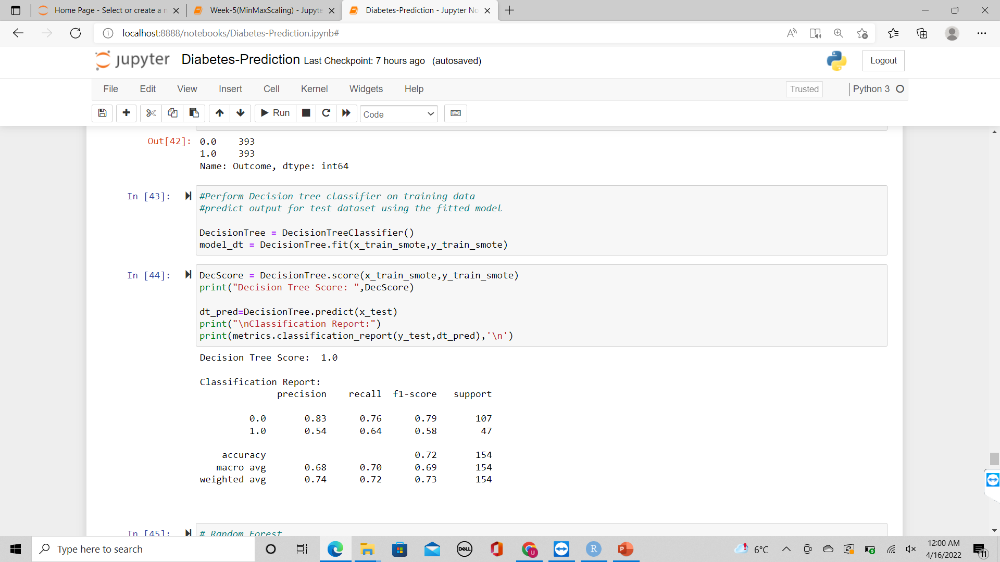 Home Page - Select or create a n
Week-5(MinMaxScaling) - Jupyte
Diabetes-Prediction - Jupyter No
localhost:8888/notebooks/Diabetes-Prediction.ipynb#
jupyter Diabetes-Prediction Last Checkpoint: 7 hours ago (autosaved)
Logout
File Edit View Insert Cell Kernel Widgets Help Trusted Python 3
Run Code
Out[42]: 0.0 393
1.0 393
Name: Outcome, dtype: int64
In [43]: #Perform Decision tree classifier on training data
#predict output for test dataset using the fitted model
DecisionTree = DecisionTreeClassifier()
model_dt = DecisionTree.fit(x_train_smote,y_train_smote)
In [44]: DecScore = DecisionTree.score(x_train_smote,y_train_smote)
print("Decision Tree Score: ",DecScore)
dt_pred=DecisionTree.predict(x_test)
print("\nClassification Report:")
print(metrics.classification_report(y_test,dt_pred),'\n')
Decision Tree Score: 1.0
Classification Report:
precision recall f1-score support
0.0 0.83 0.76 0.79 107
1.0 0.54 0.64 0.58 47
accuracy 0.72 154
macro avg 0.68 0.70 0.69 154
weighted avg 0.74 0.72 0.73 154
In [45]: # Random Forest
Type here to search
DELL
U
R
P
6°C
12:00 AM
4/16/2022
11